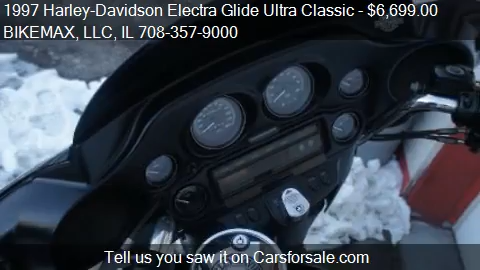 1997 Harley-Davidson Electra Glide Ultra Classic - $6,699.00
BIKEMAX, LLC, IL 708-357-9000
Tell us you saw it on Carsforsale.com